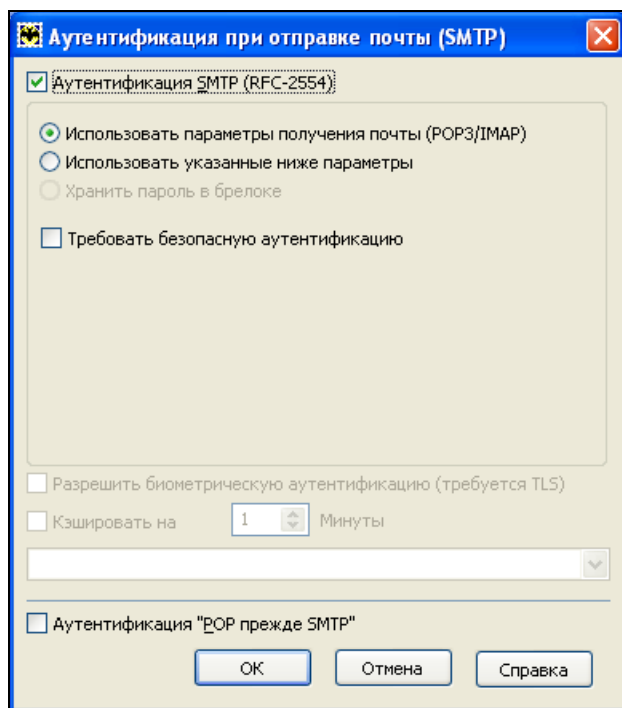 Аутентификация при отправке почты (SMTP)
Аутентификация SMTP (RFC-2554)
Использовать параметры получения почты (POP3/IMAP)
Использовать указанные ниже параметры
Хранить пароль в брелоке
Требовать безопасную аутентификацию
Разрешить биометрическую аутентификацию (требуется TLS)
Кэшировать на 1 Минуты
Аутентификация "POP прежде SMTP"
ОК Отмена Справка